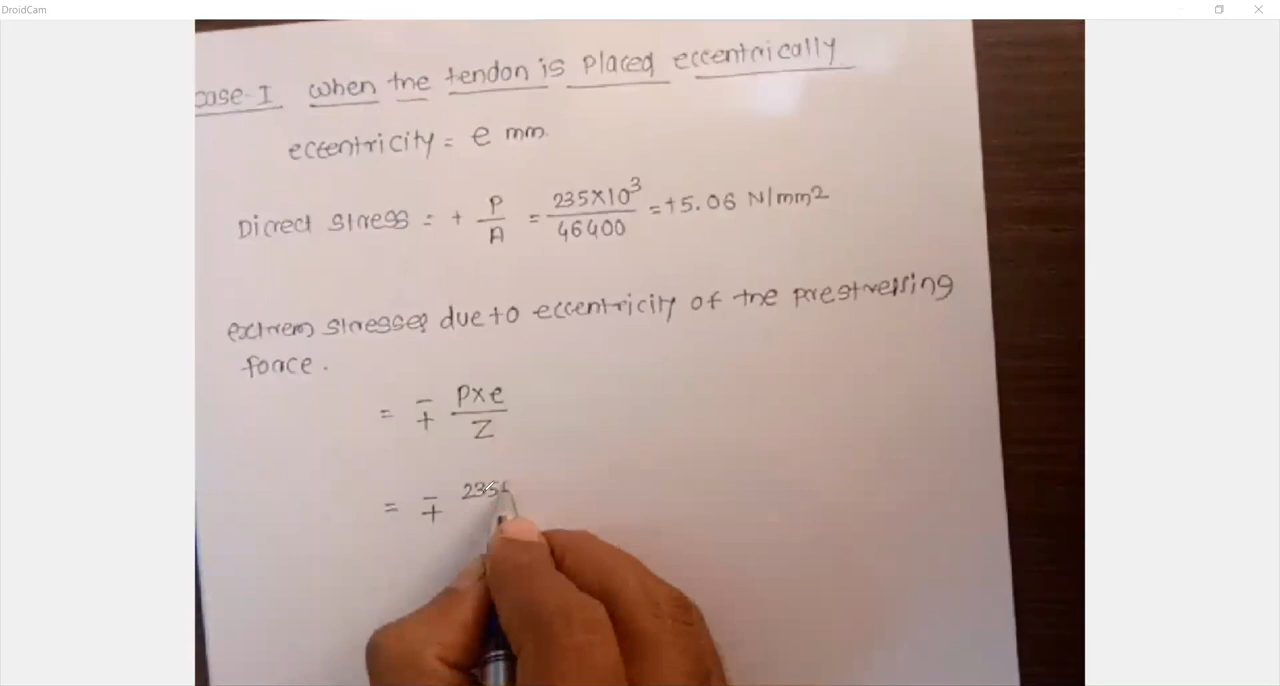 DroidCam
case-I when the tendon is placed eccentrically
eccentricity = e mm.
Direct stress = + P/A = 235×10³/46400 = +5.06 N/mm2
extrem stresses due to eccentricity of the prestressing
force.
= ∓ P×e/Z
= ∓ 235